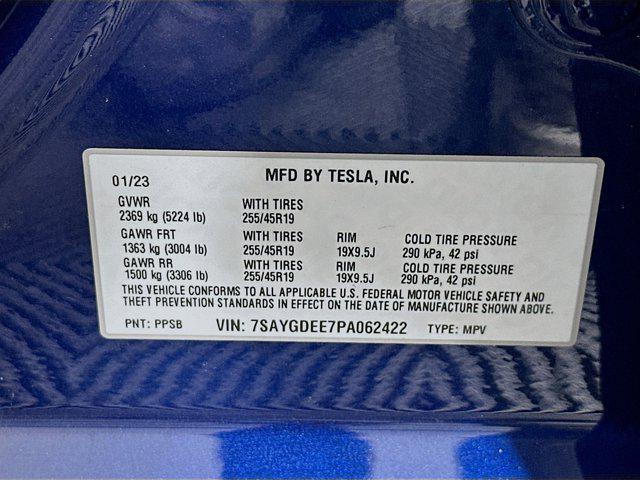 01/23 MFD BY TESLA, INC.
GVWR WITH TIRES
2369 kg (5224 lb) 255/45R19
GAWR FRT WITH TIRES RIM COLD TIRE PRESSURE
1363 kg (3004 lb) 255/45R19 19X9.5J 290 kPa, 42 psi
GAWR RR WITH TIRES RIM COLD TIRE PRESSURE
1500 kg (3306 lb) 255/45R19 19X9.5J 290 kPa, 42 psi
THIS VEHICLE CONFORMS TO ALL APPLICABLE U.S. FEDERAL MOTOR VEHICLE SAFETY AND
THEFT PREVENTION STANDARDS IN EFFECT ON THE DATE OF MANUFACTURE SHOWN ABOVE.
PNT: PPSB VIN: 7SAYGDEE7PA062422 TYPE: MPV